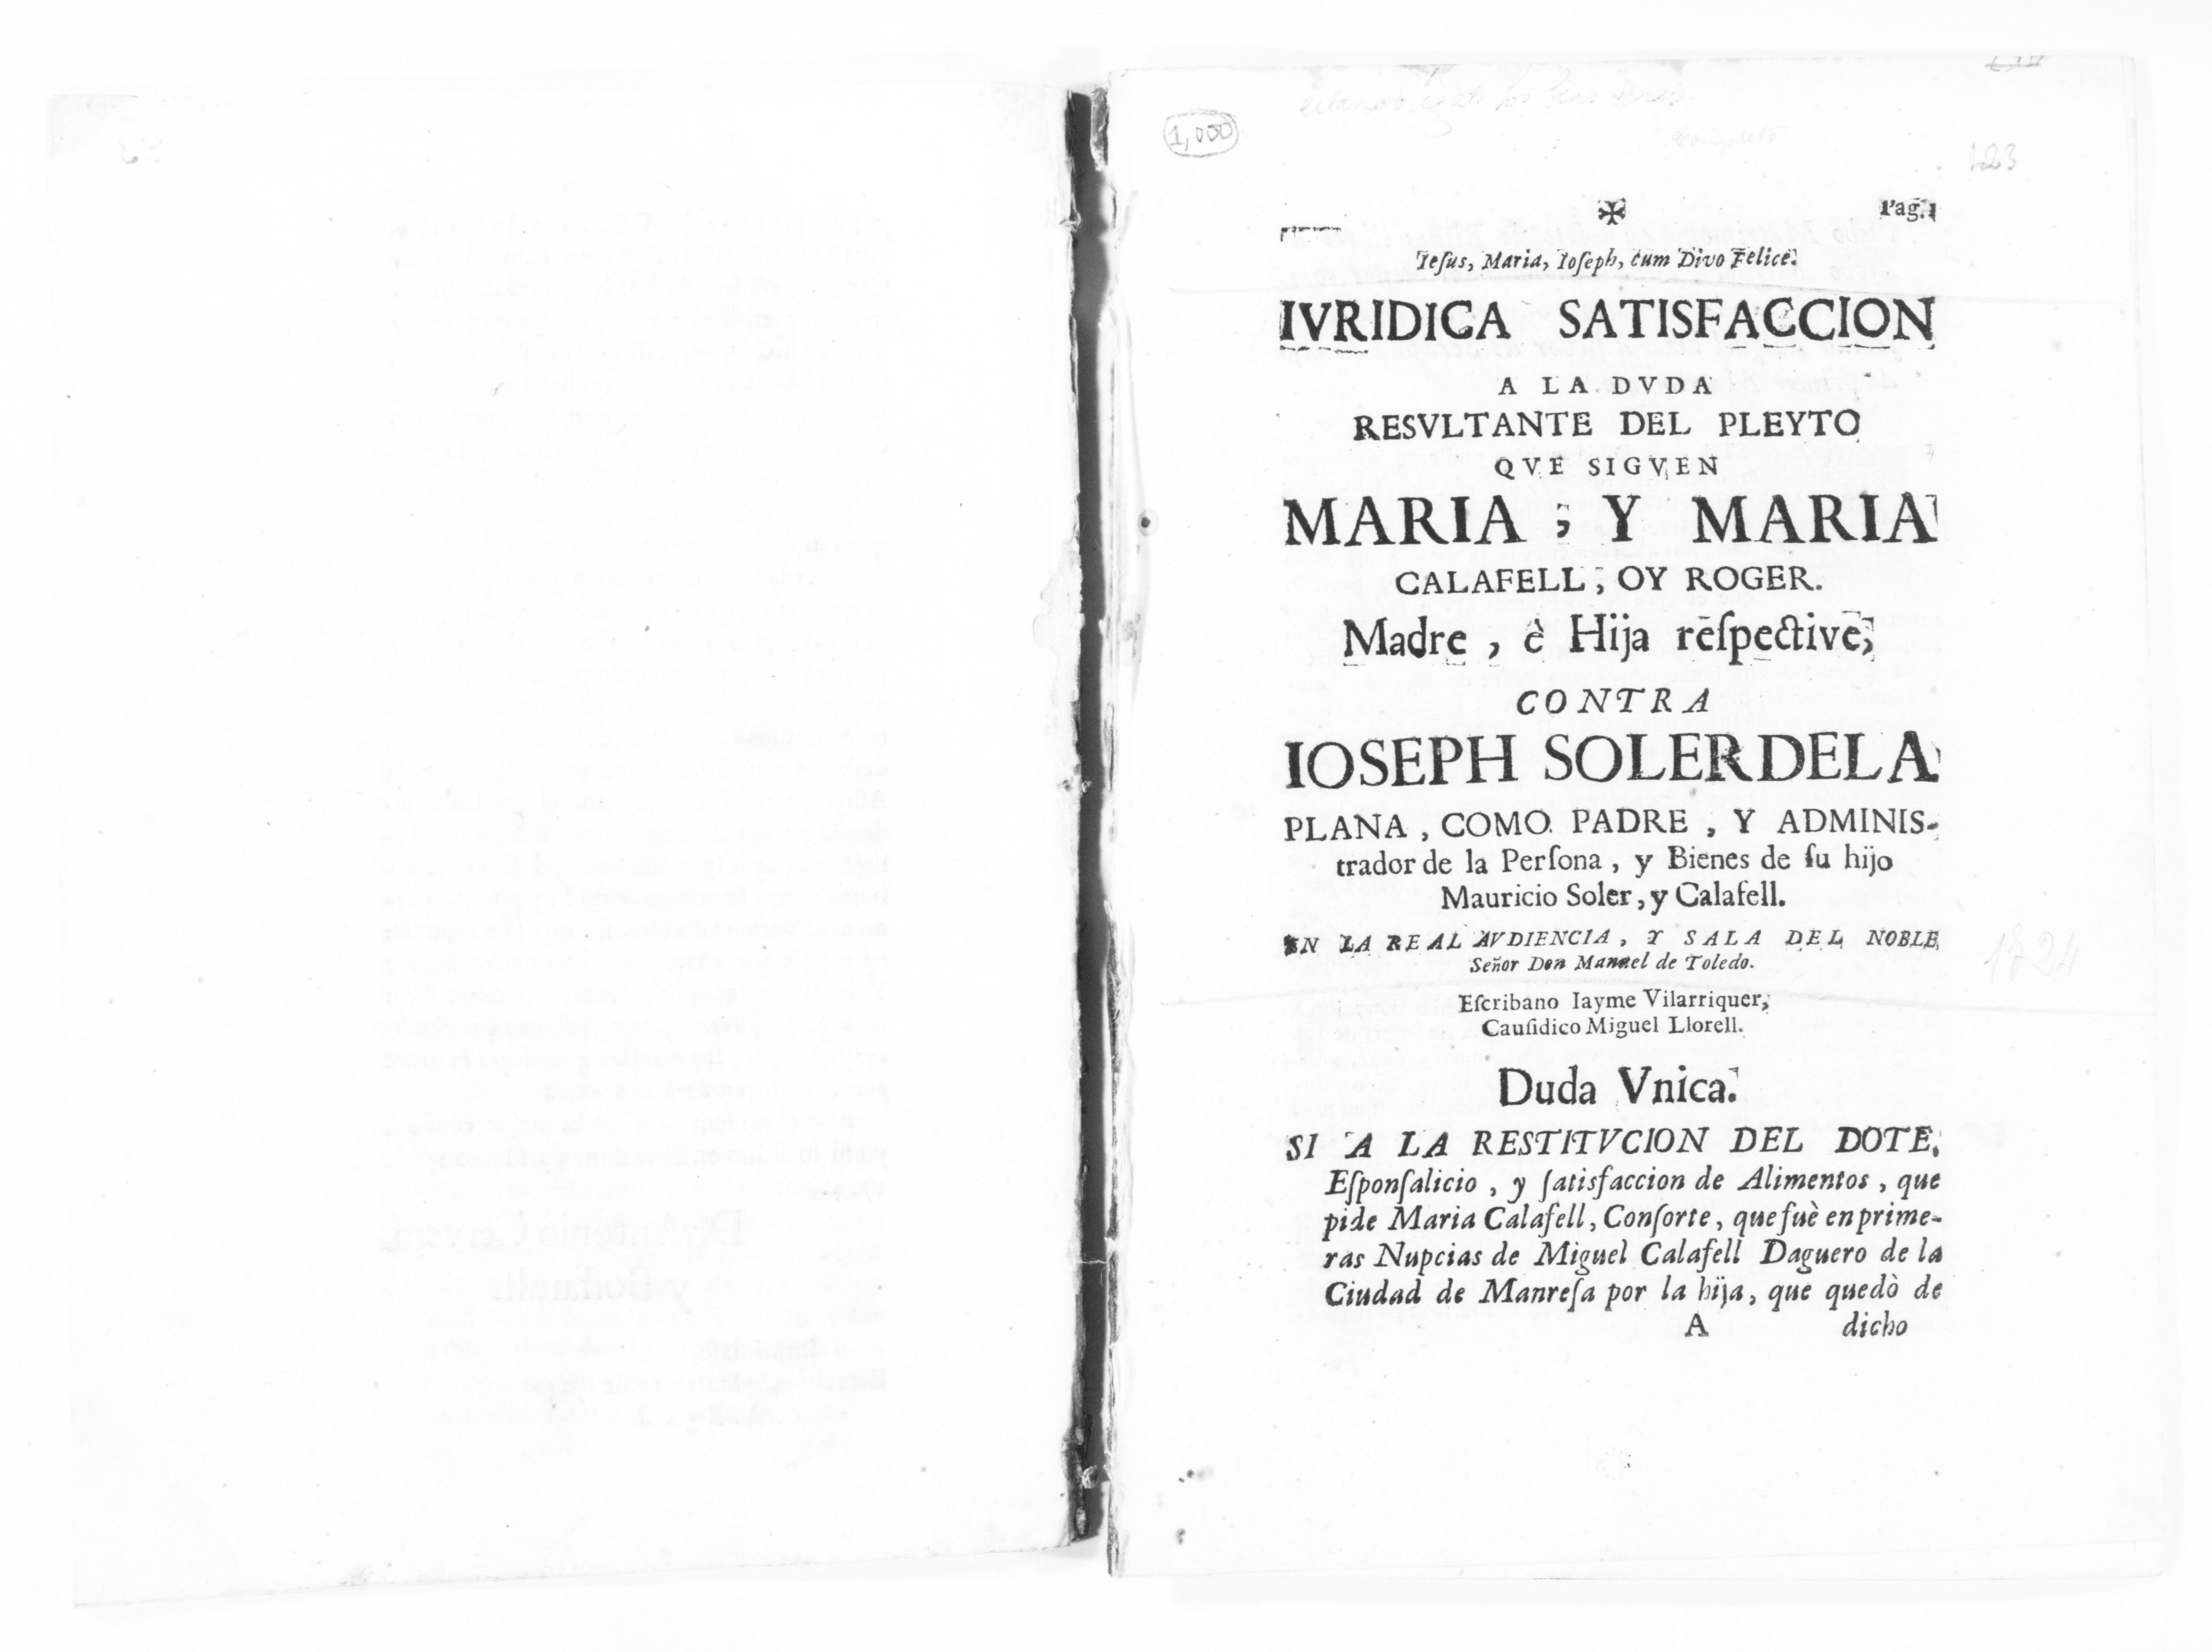 1,000
123
✠ Pag. 1
Iesus, Maria, Ioseph, cum Divo Felice.
IVRIDICA SATISFACCION
A LA DVDA
RESVLTANTE DEL PLEYTO
QVE SIGVEN
MARIA ; Y MARIA
CALAFELL ; OY ROGER.
Madre , è Hija reſpective;
CONTRA
IOSEPH SOLER DE LA
PLANA , COMO PADRE , Y ADMINIS-
trador de la Perſona , y Bienes de ſu hijo
Mauricio Soler , y Calafell.
EN LA REAL AVDIENCIA , Y SALA DEL NOBLE
Señor Don Manuel de Toledo.
Eſcribano Iayme Vilarriquer,
Cauſidico Miguel Llorell.
1724
Duda Vnica.
SI A LA RESTITVCION DEL DOTE,
Eſponſalicio , y ſatisfaccion de Alimentos , que
pide Maria Calafell , Conſorte , que fuè en prime-
ras Nupcias de Miguel Calafell Daguero de la
Ciudad de Manreſa por la hija , que quedò de
A dicho